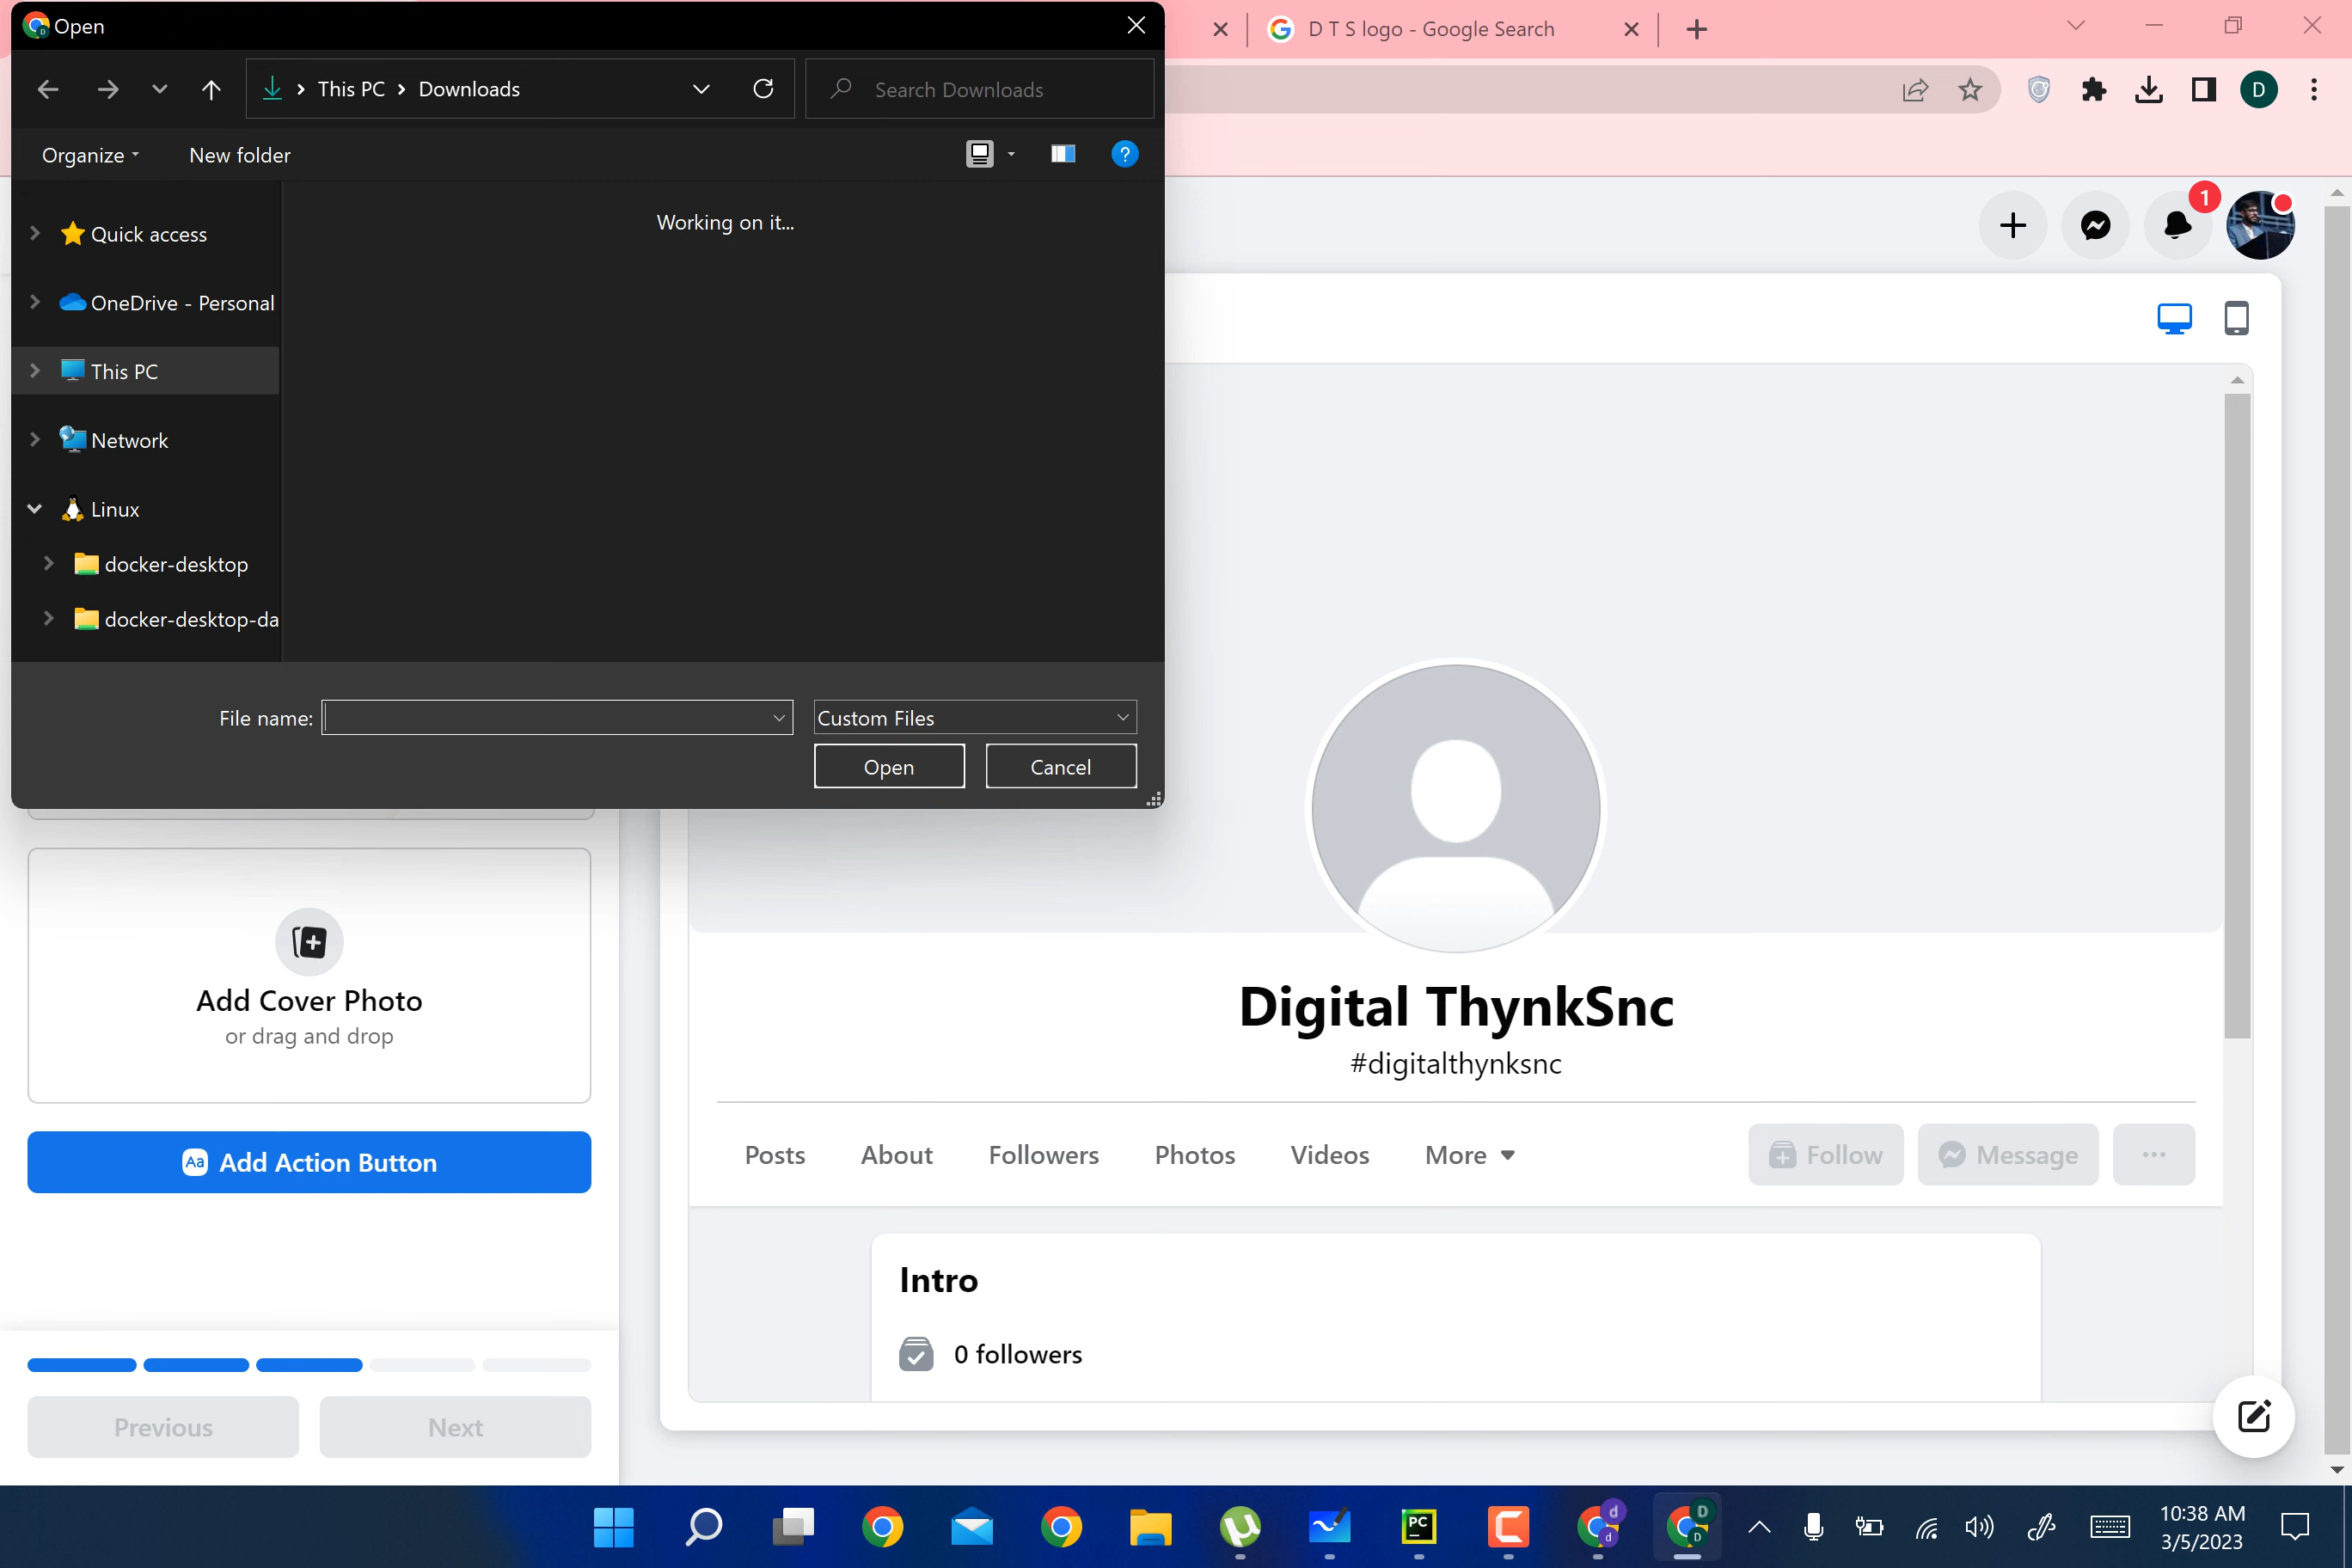 Open
D T S logo - Google Search
This PC
Downloads
Search Downloads
D
Organize
New folder
?
Quick access
OneDrive - Personal
This PC
Network
Linux
docker-desktop
docker-desktop-da
Working on it...
File name:
Custom Files
Open
Cancel
1
Add Cover Photo
or drag and drop
Aa Add Action Button
Previous
Next
Digital ThynkSnc
#digitalthynksnc
Posts
About
Followers
Photos
Videos
More
Follow
Message
Intro
0 followers
PC
d
d
D
D
10:38 AM
3/5/2023